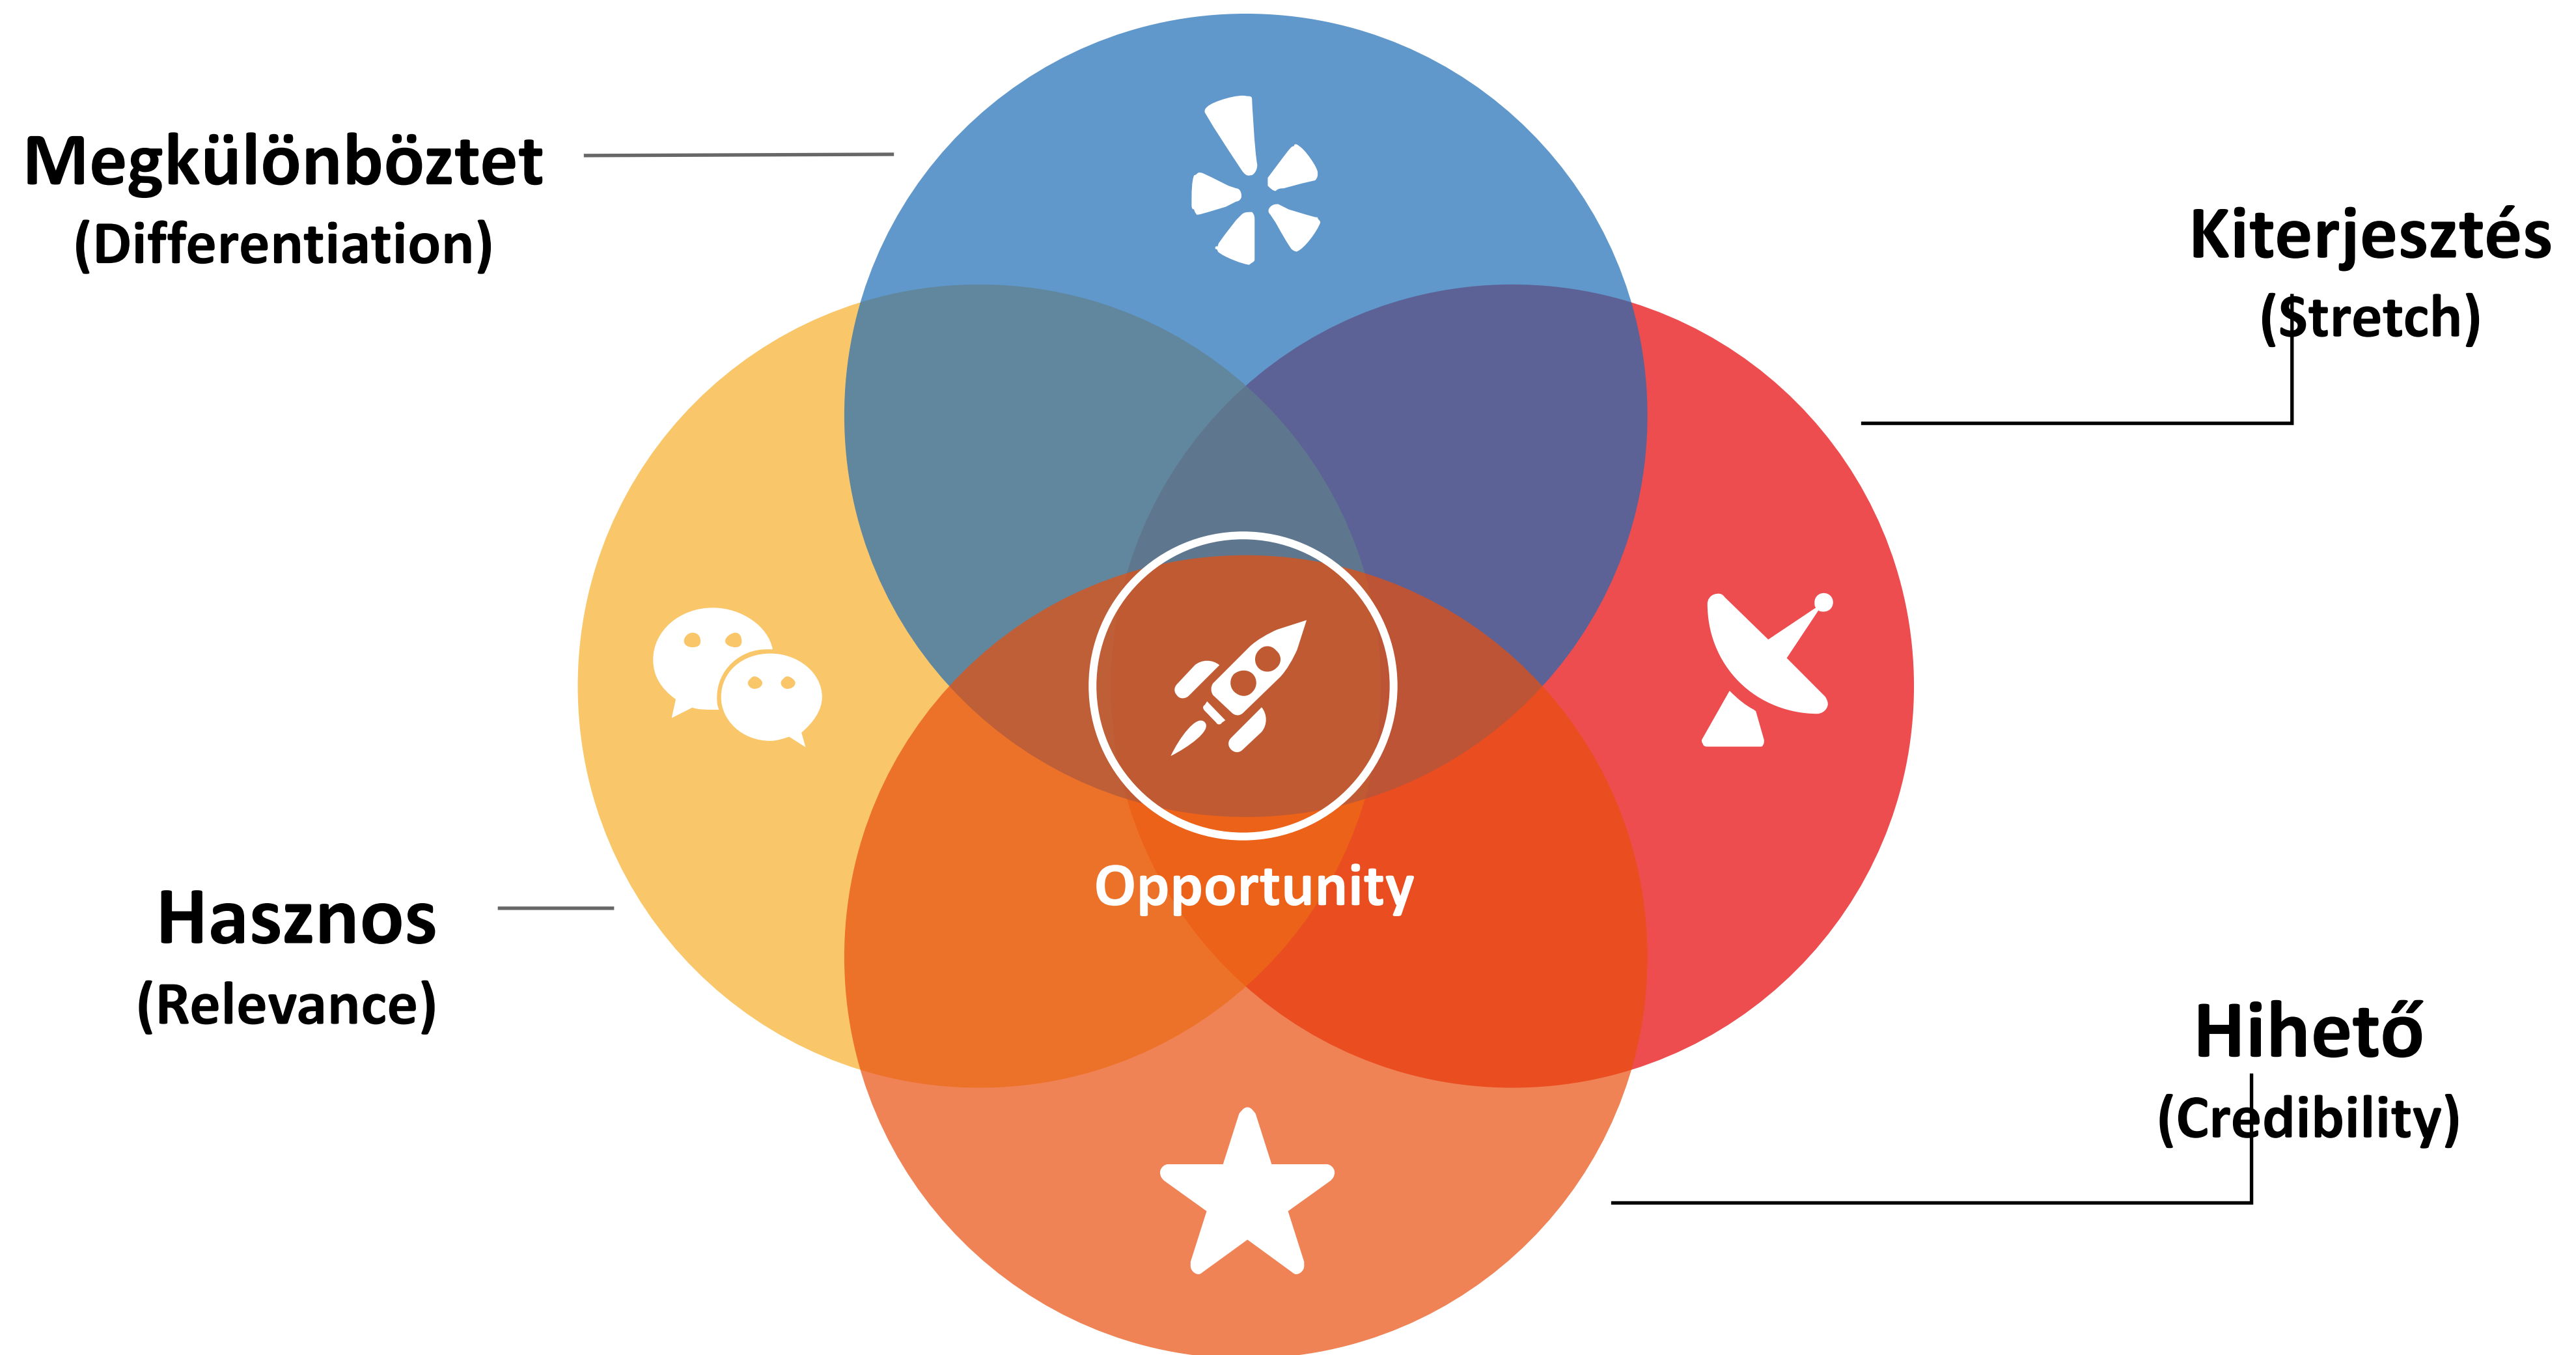 Megkülönböztet
(Differentiation)
Kiterjesztés
(Stretch)
Opportunity
Hasznos
(Relevance)
Hihető
(Credibility)